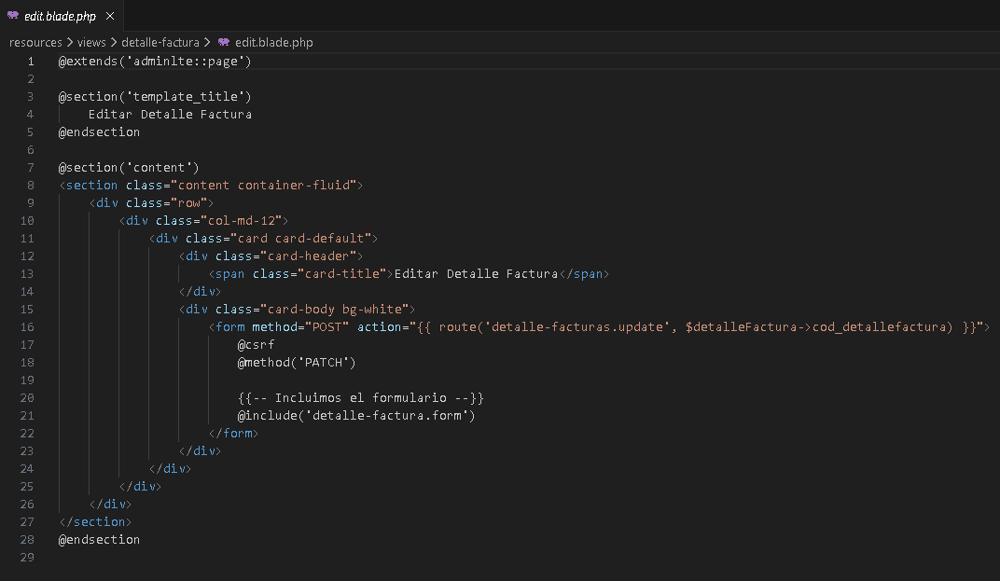 edit.blade.php ×
resources > views > detalle-factura > edit.blade.php
1 @extends('adminlte::page')
2
3 @section('template_title')
4     Editar Detalle Factura
5 @endsection
6
7 @section('content')
8 <section class="content container-fluid">
9     <div class="row">
10         <div class="col-md-12">
11             <div class="card card-default">
12                 <div class="card-header">
13                     <span class="card-title">Editar Detalle Factura</span>
14                 </div>
15                 <div class="card-body bg-white">
16                     <form method="POST" action="{{ route('detalle-facturas.update', $detalleFactura->cod_detallefactura) }}">
17                         @csrf
18                         @method('PATCH')
19
20                         {{-- Incluimos el formulario --}}
21                         @include('detalle-factura.form')
22                     </form>
23                 </div>
24             </div>
25         </div>
26     </div>
27 </section>
28 @endsection
29